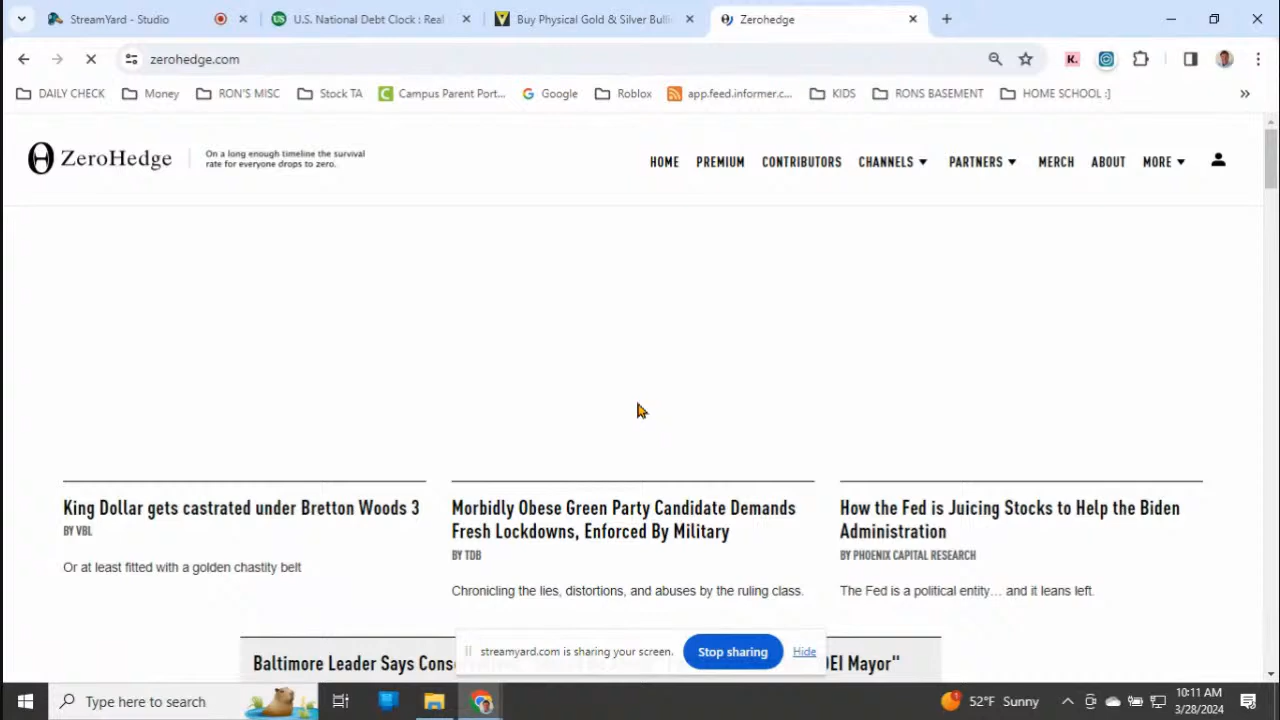 StreamYard - Studio
U.S. National Debt Clock : Real
Buy Physical Gold & Silver Bulli
Zerohedge
zerohedge.com
K.
DAILY CHECK
Money
RON'S MISC
Stock TA
Campus Parent Port...
Google
Roblox
app.feed.informer.c...
KIDS
RONS BASEMENT
HOME SCHOOL :]
ZeroHedge
On a long enough timeline the survival
rate for everyone drops to zero.
HOME
PREMIUM
CONTRIBUTORS
CHANNELS
PARTNERS
MERCH
ABOUT
MORE
King Dollar gets castrated under Bretton Woods 3
BY VBL
Or at least fitted with a golden chastity belt
Morbidly Obese Green Party Candidate Demands
Fresh Lockdowns, Enforced By Military
BY TDB
Chronicling the lies, distortions, and abuses by the ruling class.
How the Fed is Juicing Stocks to Help the Biden
Administration
BY PHOENIX CAPITAL RESEARCH
The Fed is a political entity… and it leans left.
Baltimore Leader Says Cons
DEI Mayor"
streamyard.com is sharing your screen.
Stop sharing
Hide
Type here to search
1
52°F Sunny
10:11 AM
3/28/2024